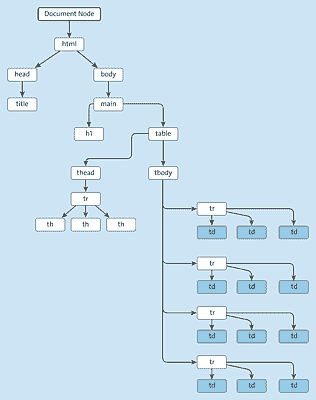 Document Node
html
head body
title main
h1 table
thead tbody
tr
th th th
tr
td td td
tr
td td td
tr
td td td
tr
td td td